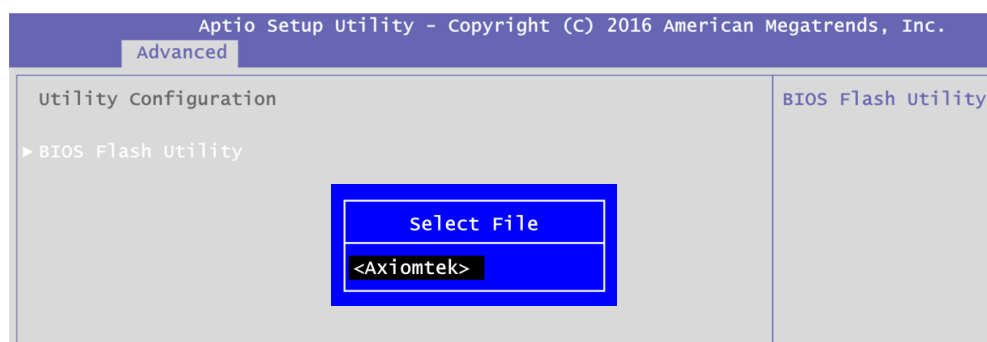 Aptio Setup Utility – Copyright (C) 2016 American Megatrends, Inc.
Advanced
Utility Configuration
BIOS Flash Utility
►BIOS Flash Utility
Select File
<Axiomtek>